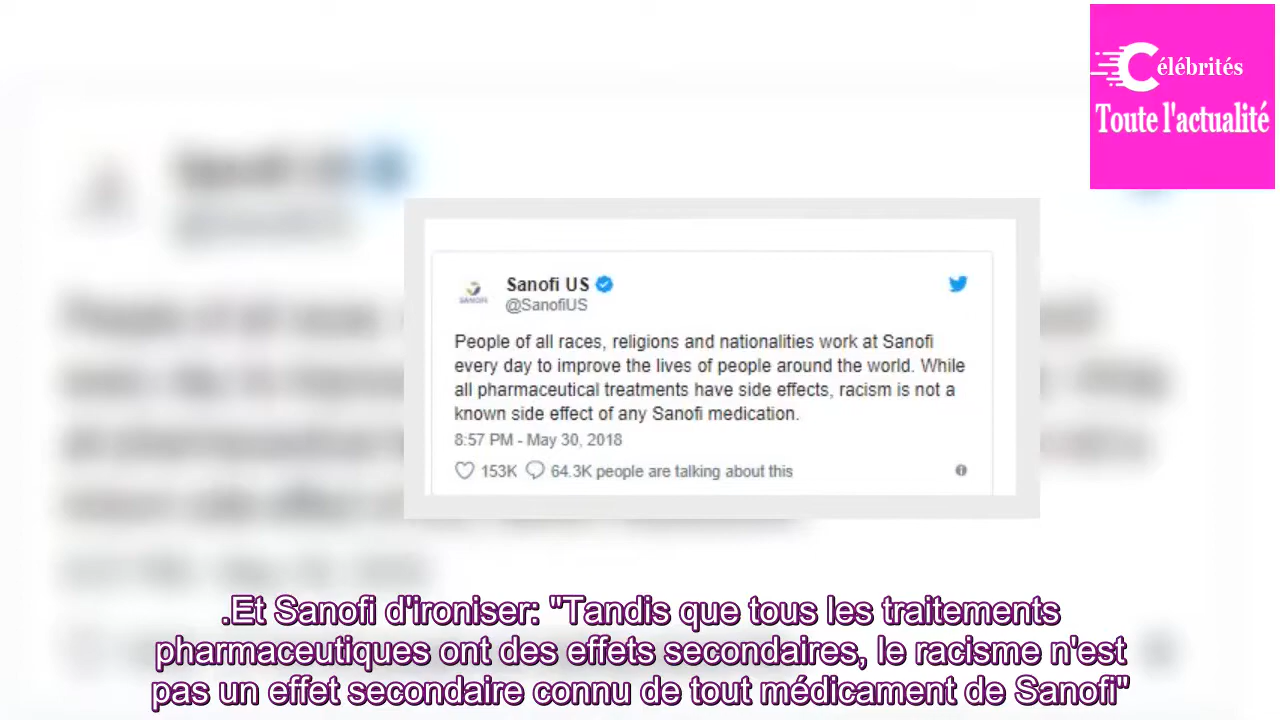 Célébrités
Toute l'actualité
Sanofi US
@SanofiUS
SANOFI
People of all races, religions and nationalities work at Sanofi
every day to improve the lives of people around the world. While
all pharmaceutical treatments have side effects, racism is not a
known side effect of any Sanofi medication.
8:57 PM - May 30, 2018
153K 64.3K people are talking about this
.Et Sanofi d'ironiser: "Tandis que tous les traitements
pharmaceutiques ont des effets secondaires, le racisme n'est
pas un effet secondaire connu de tout médicament de Sanofi"